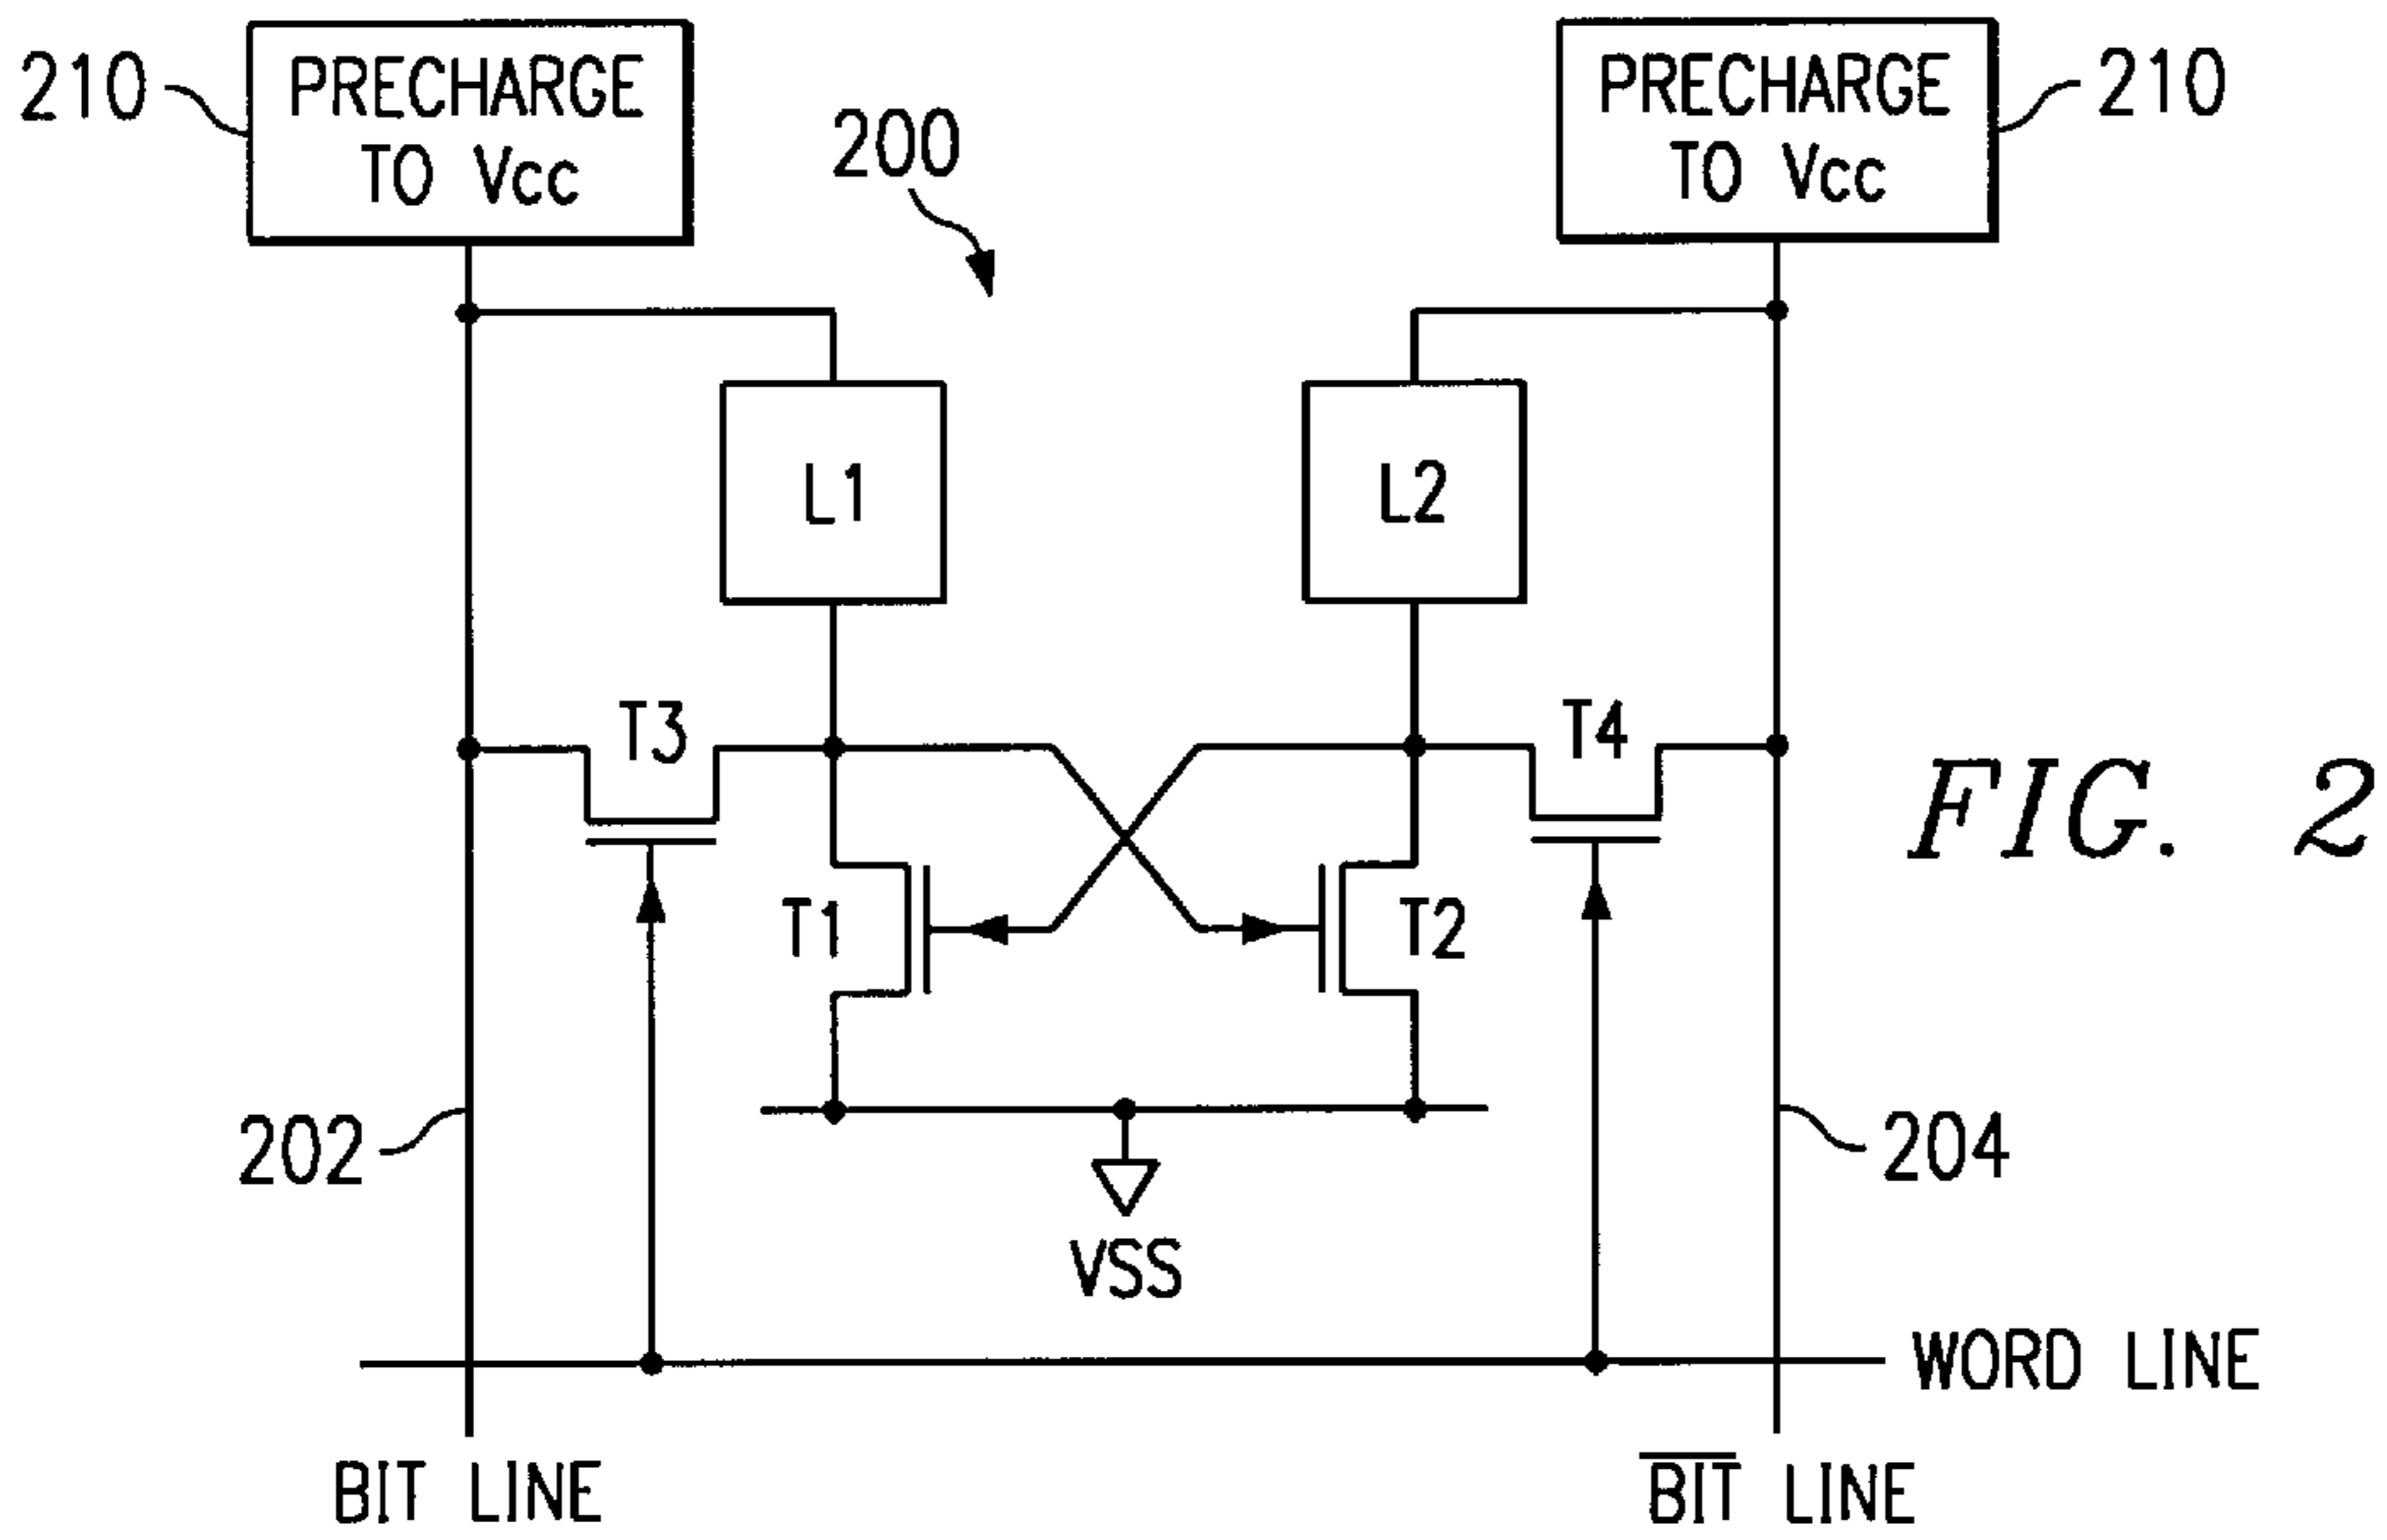 210
PRECHARGE
TO Vcc
200
PRECHARGE
TO Vcc
210
L1
L2
T3
T4
FIG. 2
T1
T2
202
204
VSS
WORD LINE
B̅I̅T̅ LINE
BIT LINE